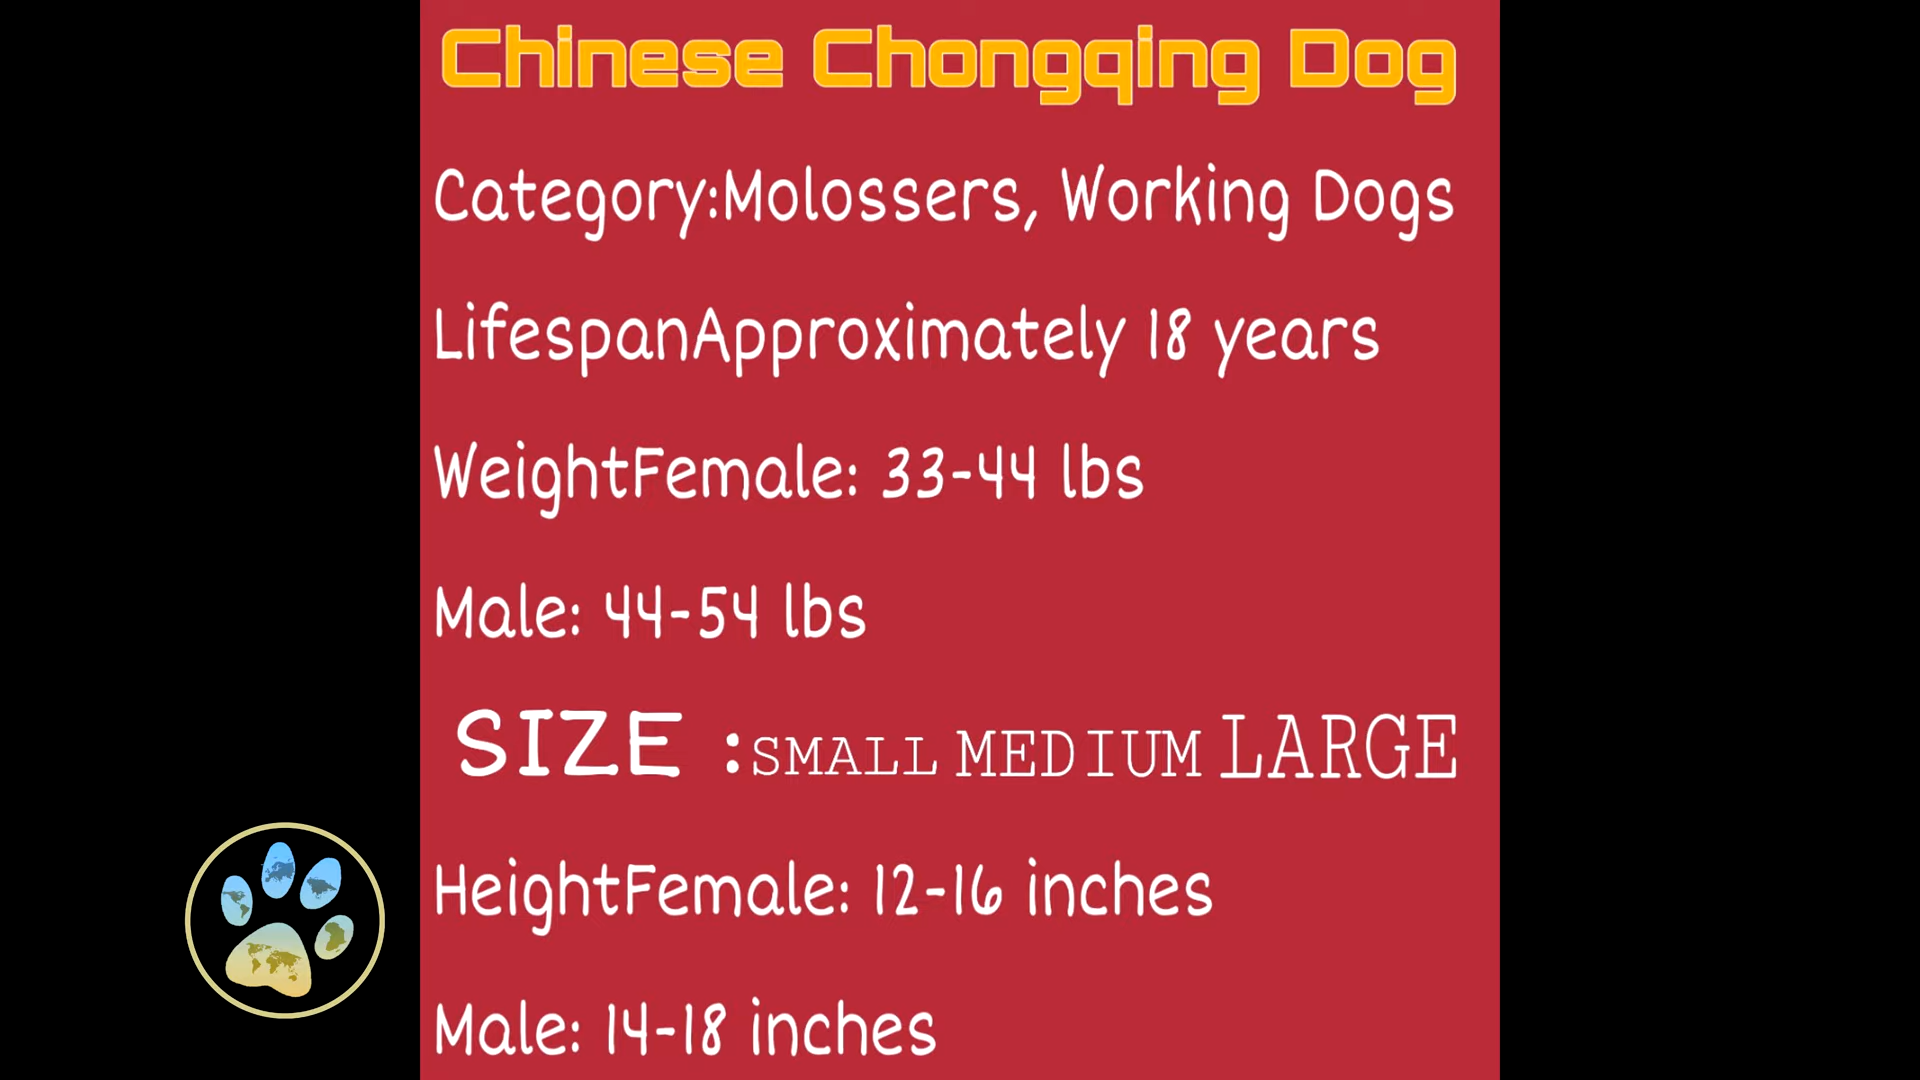 Chinese Chongqing Dog
Category:Molossers, Working Dogs
LifespanApproximately 18 years
WeightFemale: 33-44 lbs
Male: 44-54 lbs
SIZE :SMALL MEDIUM LARGE
HeightFemale: 12-16 inches
Male: 14-18 inches